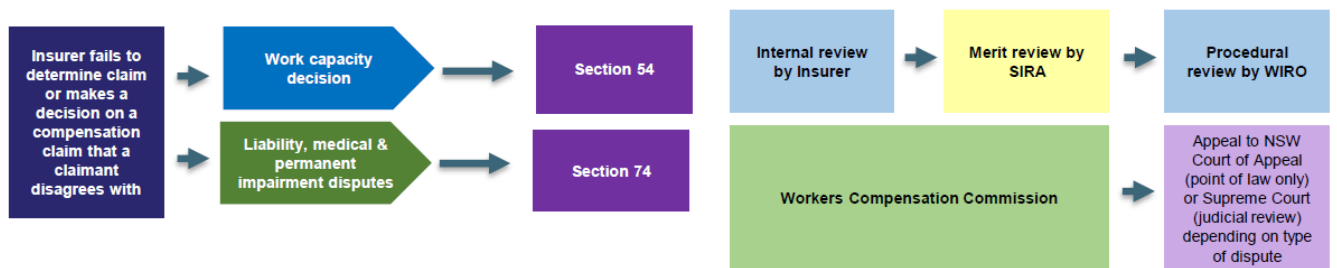 Insurer fails to
determine claim
or makes a
decision on a
compensation
claim that a
claimant
disagrees with
Work capacity
decision
Section 54
Liability, medical &
permanent
impairment disputes
Section 74
Internal review
by Insurer
Merit review by
SIRA
Procedural
review by WIRO
Workers Compensation Commission
Appeal to NSW
Court of Appeal
(point of law only)
or Supreme Court
(judicial review)
depending on type
of dispute